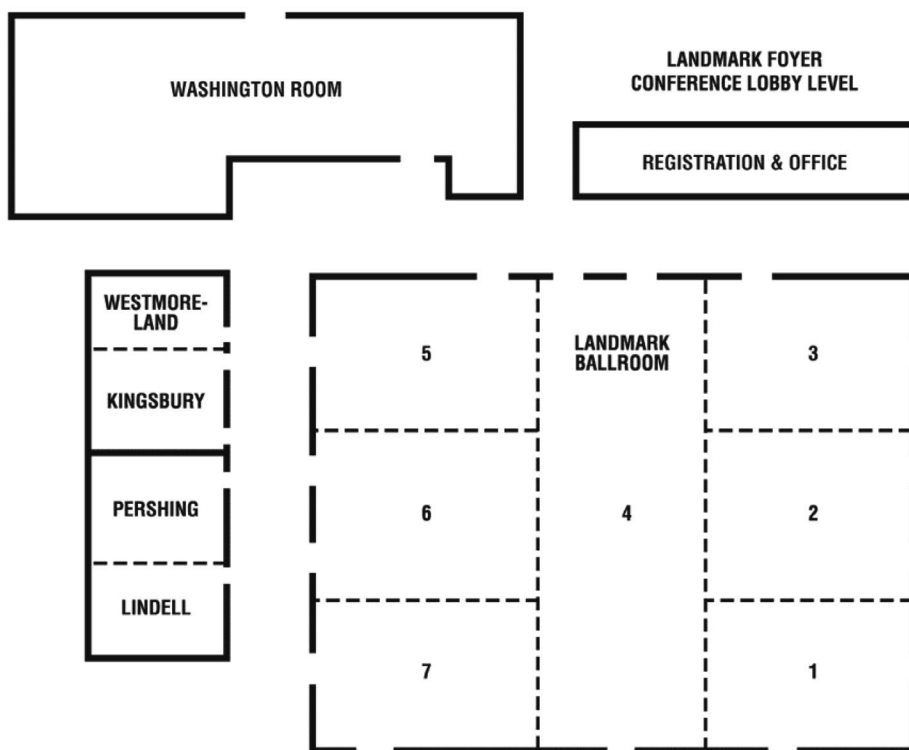 WASHINGTON ROOM
LANDMARK FOYER
CONFERENCE LOBBY LEVEL
REGISTRATION & OFFICE
WESTMORE-
LAND
KINGSBURY
PERSHING
LINDELL
5
LANDMARK
BALLROOM
3
6
4
2
7
1